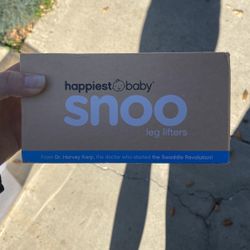 happiest baby
snoo
leg lifters
From Dr. Harvey Karp, the doctor who started the Swaddle Revolution!